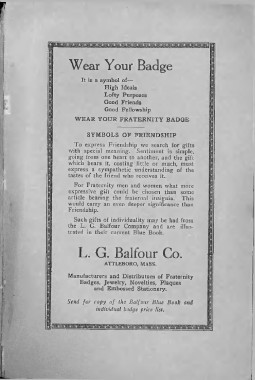 Wear Your Badge
It is a symbol of—
High Ideals
Lofty Purposes
Good Friends
Good Fellowship
WEAR YOUR FRATERNITY BADGE
SYMBOLS OF FRIENDSHIP
To express Friendship we search for gifts
with special meaning. Sentiment is simple,
going from one heart to another, and the gift
which bears it, costing little or much, must
express a sympathetic understanding of the
tastes of the friend who receives it.
For Fraternity men and women what more
expressive gift could be chosen than some
article bearing the fraternal insignia. This
would carry an even deeper significance than
Friendship.
Such gifts of individuality may be had from
the L. G. Balfour Company and are illus-
trated in their current Blue Book.
L. G. Balfour Co.
ATTLEBORO, MASS.
Manufacturers and Distributors of Fraternity
Badges, Jewelry, Novelties, Plaques
and Embossed Stationery.
Send for copy of the Balfour Blue Book and
individual badge price list.